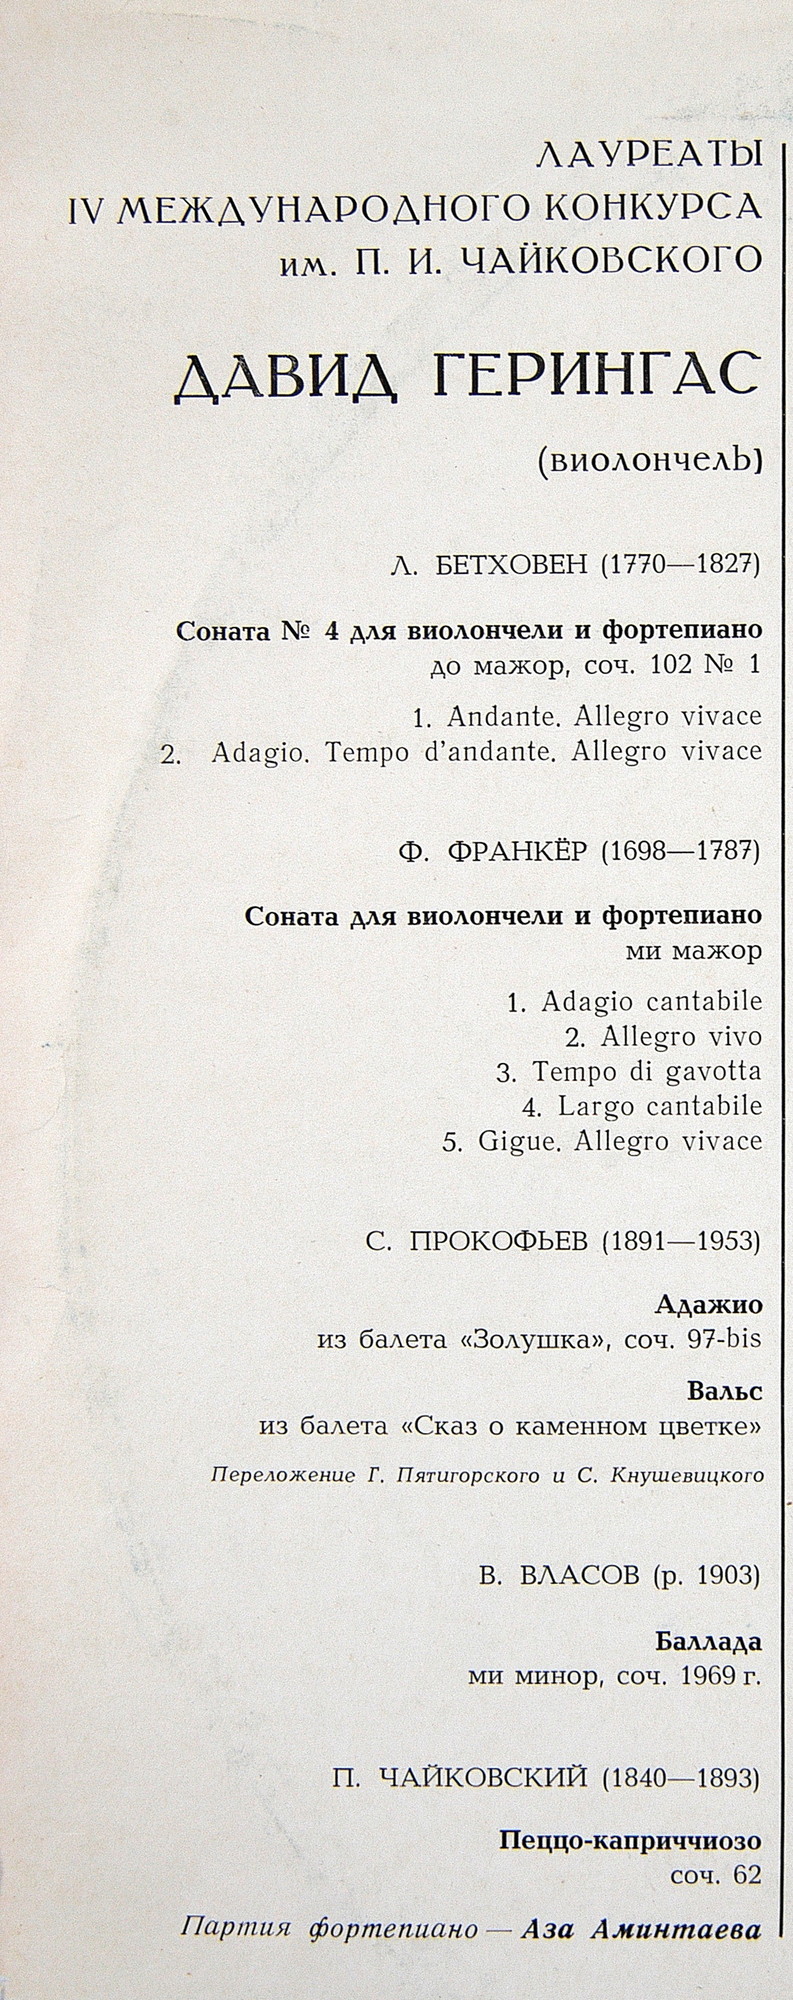 ЛАУРЕАТЫ
IV МЕЖДУНАРОДНОГО КОНКУРСА
им. П. И. ЧАЙКОВСКОГО
ДАВИД ГЕРИНГАС
(виолончель)
Л. БЕТХОВЕН (1770—1827)
Соната № 4 для виолончели и фортепиано
до мажор, соч. 102 № 1
1. Andante. Allegro vivace
2. Adagio. Tempo d'andante. Allegro vivace
Ф. ФРАНКЁР (1698—1787)
Соната для виолончели и фортепиано
ми мажор
1. Adagio cantabile
2. Allegro vivo
3. Tempo di gavotta
4. Largo cantabile
5. Gigue. Allegro vivace
С. ПРОКОФЬЕВ (1891—1953)
Адажио
из балета «Золушка», соч. 97-bis
Вальс
из балета «Сказ о каменном цветке»
Переложение Г. Пятигорского и С. Кнушевицкого
В. ВЛАСОВ (р. 1903)
Баллада
ми минор, соч. 1969 г.
П. ЧАЙКОВСКИЙ (1840—1893)
Пеццо-каприччиозо
соч. 62
Партия фортепиано — Аза Аминтаева